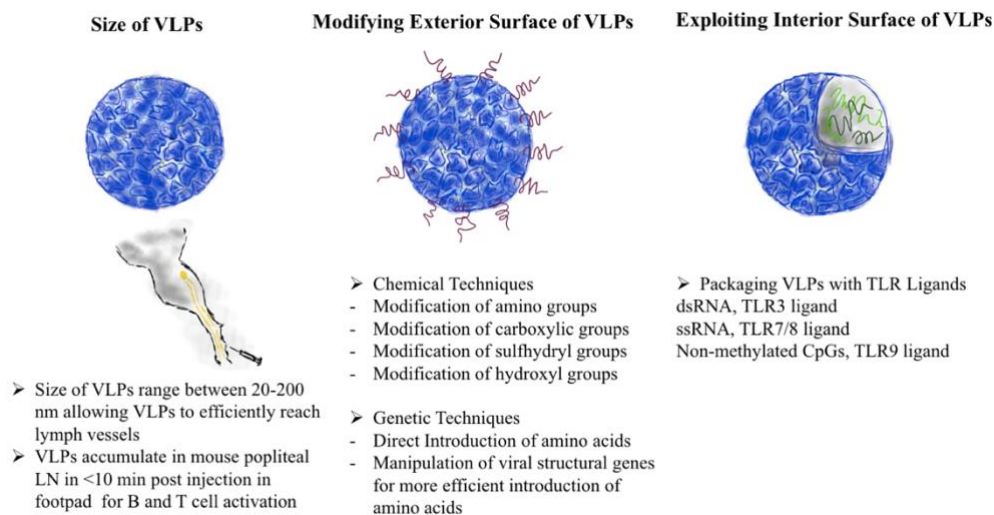 Size of VLPs
➢ Size of VLPs range between 20-200
nm allowing VLPs to efficiently reach
lymph vessels
➢ VLPs accumulate in mouse popliteal
LN in <10 min post injection in
footpad for B and T cell activation
Modifying Exterior Surface of VLPs
➢ Chemical Techniques
- Modification of amino groups
- Modification of carboxylic groups
- Modification of sulfhydryl groups
- Modification of hydroxyl groups
➢ Genetic Techniques
- Direct Introduction of amino acids
- Manipulation of viral structural genes
for more efficient introduction of
amino acids
Exploiting Interior Surface of VLPs
➢ Packaging VLPs with TLR Ligands
dsRNA, TLR3 ligand
ssRNA, TLR7/8 ligand
Non-methylated CpGs, TLR9 ligand